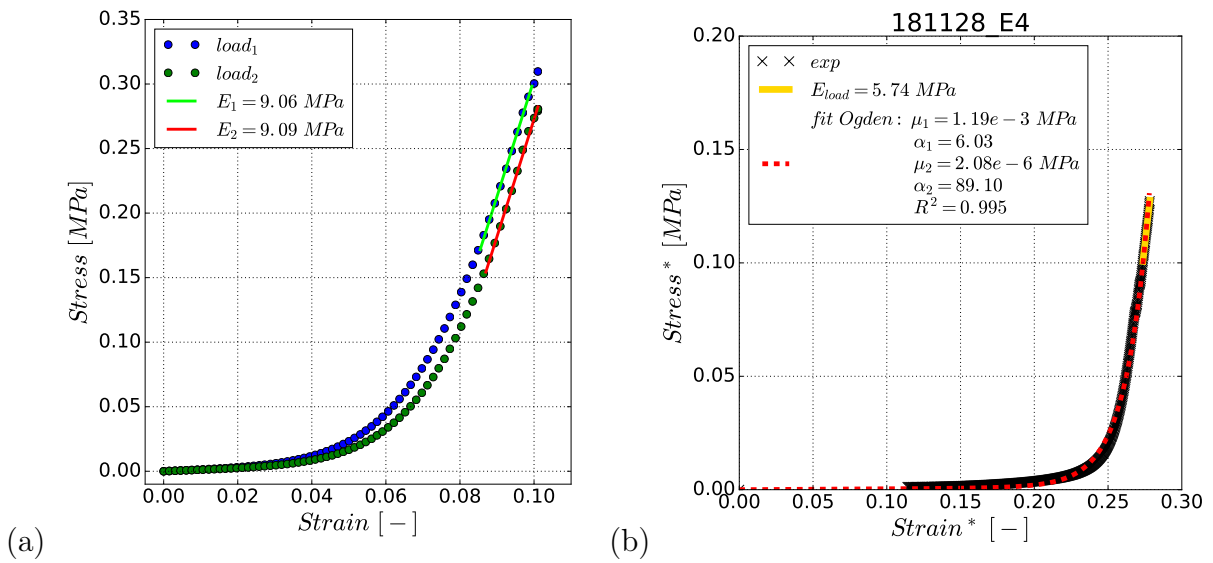 0.35
0.30
0.25
0.20
0.15
0.10
0.05
0.00
Stress [MPa]
load₁
load₂
E₁ = 9.06 MPa
E₂ = 9.09 MPa
0.00 0.02 0.04 0.06 0.08 0.10
Strain [−]
(a)
181128_E4
0.20
0.15
0.10
0.05
0.00
Stress* [MPa]
exp
E_load = 5.74 MPa
fit Ogden: μ₁ = 1.19e−3 MPa
α₁ = 6.03
μ₂ = 2.08e−6 MPa
α₂ = 89.10
R² = 0.995
0.00 0.05 0.10 0.15 0.20 0.25 0.30
Strain* [−]
(b)